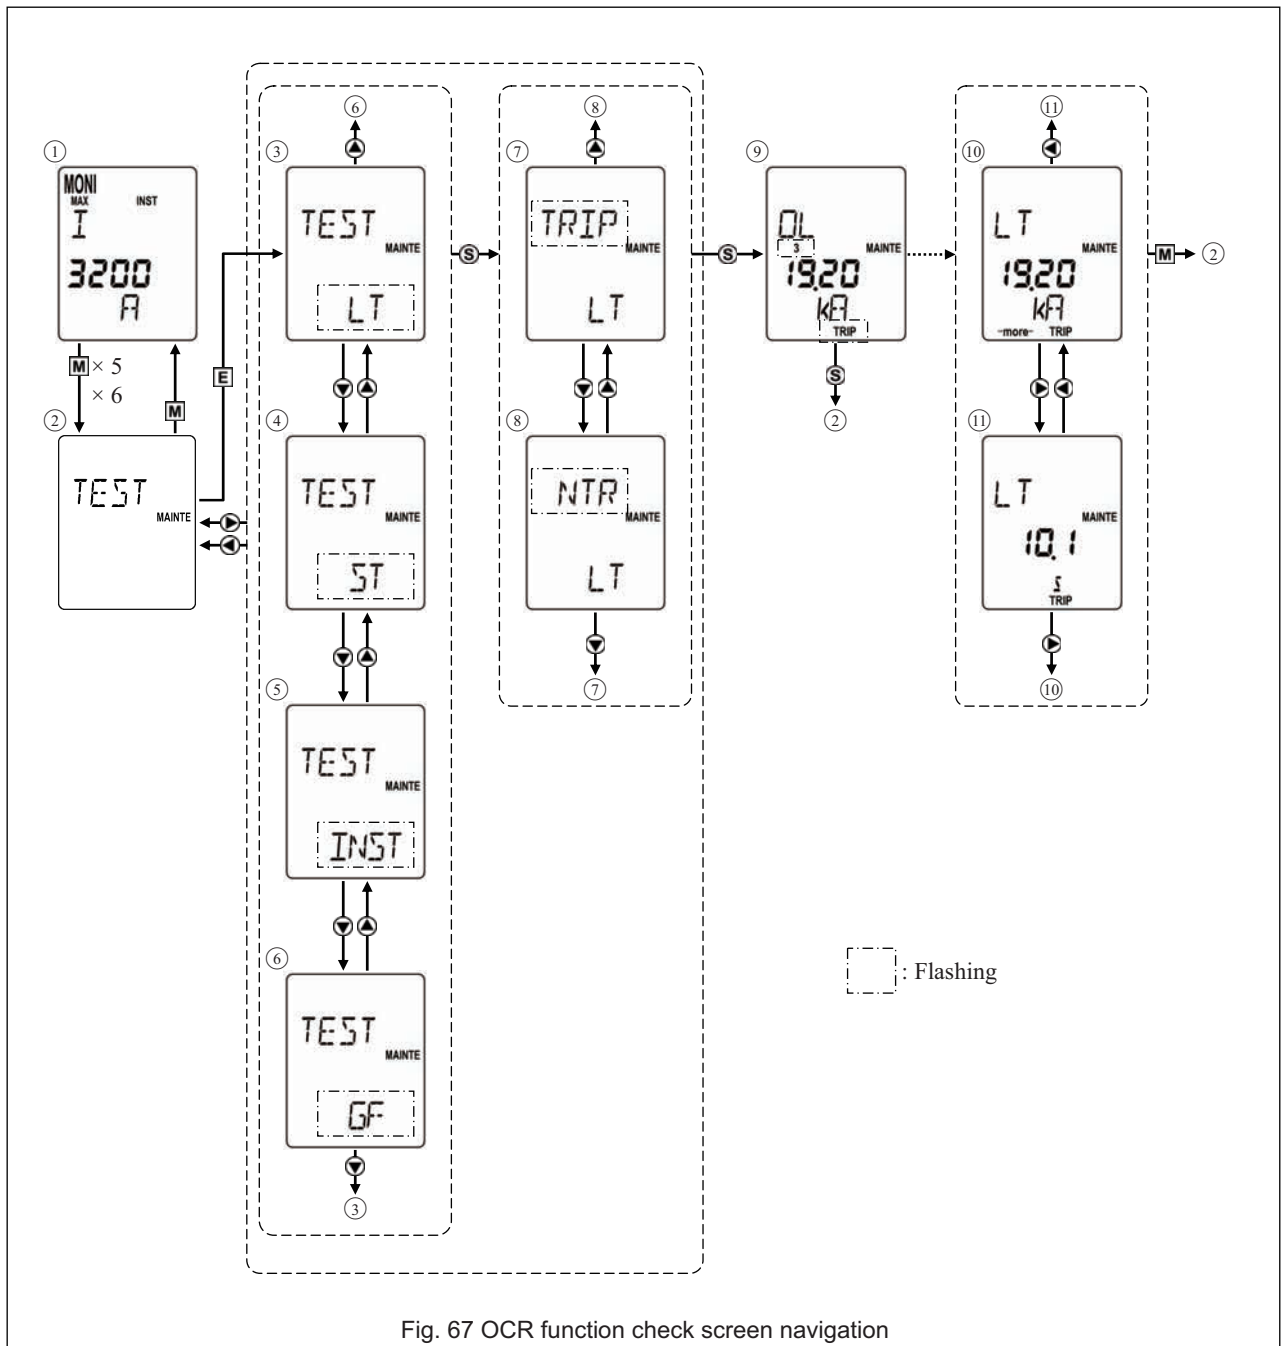 ①
MONI
MAX INST
I
3200
A
M × 5
× 6
M
②
TEST
MAINTE
E
⑥
③
TEST
MAINTE
LT
④
TEST
MAINTE
ST
⑤
TEST
MAINTE
INST
⑥
TEST
MAINTE
GF
③
S
⑧
⑦
TRIP
MAINTE
LT
⑧
NTR
MAINTE
LT
⑦
S
⑨
OL
3
MAINTE
19.20
kA
TRIP
S
②
⑪
⑩
LT
MAINTE
19.20
kA
-more- TRIP
M
②
⑪
LT
MAINTE
10.1
s
TRIP
⑩
: Flashing
Fig. 67 OCR function check screen navigation